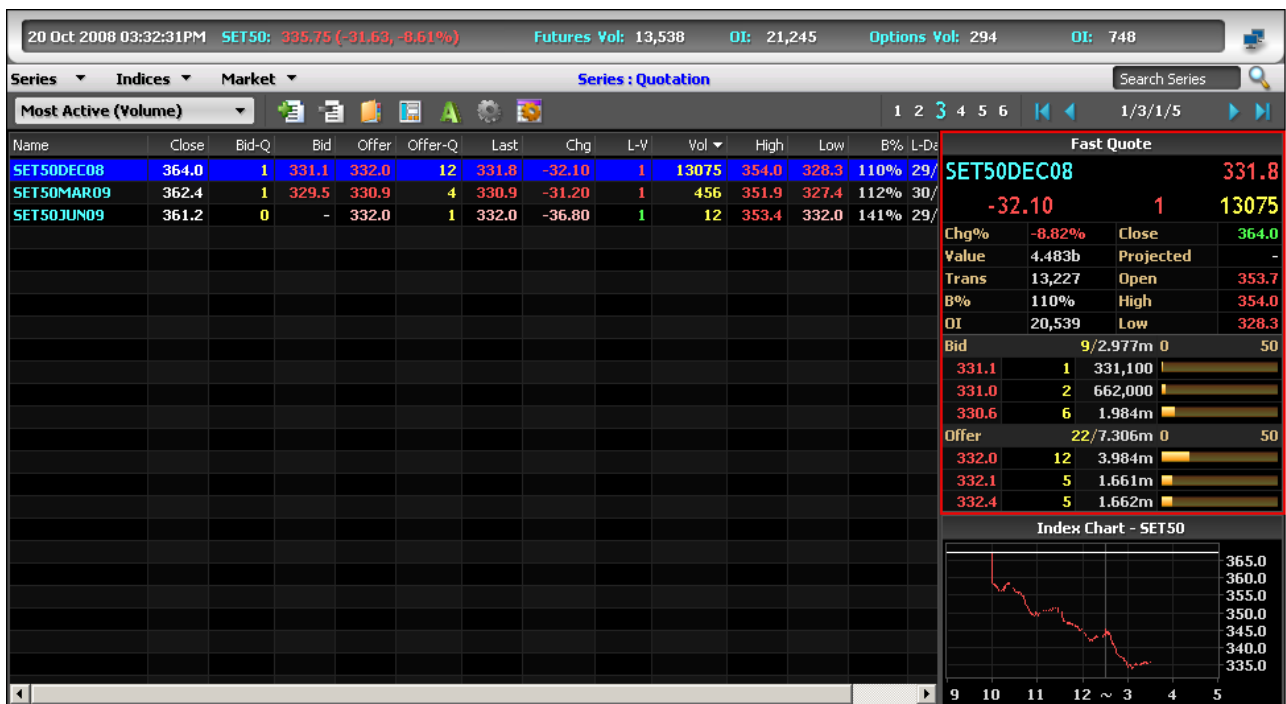 20 Oct 2008 03:32:31PM SET50: 335.75 (-31.63, -8.61%) Futures Vol: 13,538 OI: 21,245 Options Vol: 294 OI: 748
Series Indices Market Series : Quotation Search Series
Most Active (Volume) A 1 2 3 4 5 6 1/3/1/5
Name Close Bid-Q Bid Offer Offer-Q Last Chg L-V Vol High Low B% L-Da
SET50DEC08 364.0 1 331.1 332.0 12 331.8 -32.10 1 13075 354.0 328.3 110% 29/
SET50MAR09 362.4 1 329.5 330.9 4 330.9 -31.20 1 456 351.9 327.4 112% 30/
SET50JUN09 361.2 0 - 332.0 1 332.0 -36.80 1 12 353.4 332.0 141% 29/
Fast Quote
SET50DEC08 331.8
-32.10 1 13075
Chg% -8.82% Close 364.0
Value 4.483b Projected -
Trans 13,227 Open 353.7
B% 110% High 354.0
OI 20,539 Low 328.3
Bid 9/2.977m 0 50
331.1 1 331,100
331.0 2 662,000
330.6 6 1.984m
Offer 22/7.306m 0 50
332.0 12 3.984m
332.1 5 1.661m
332.4 5 1.662m
Index Chart - SET50
365.0
360.0
355.0
350.0
345.0
340.0
335.0
9 10 11 12 ~ 3 4 5